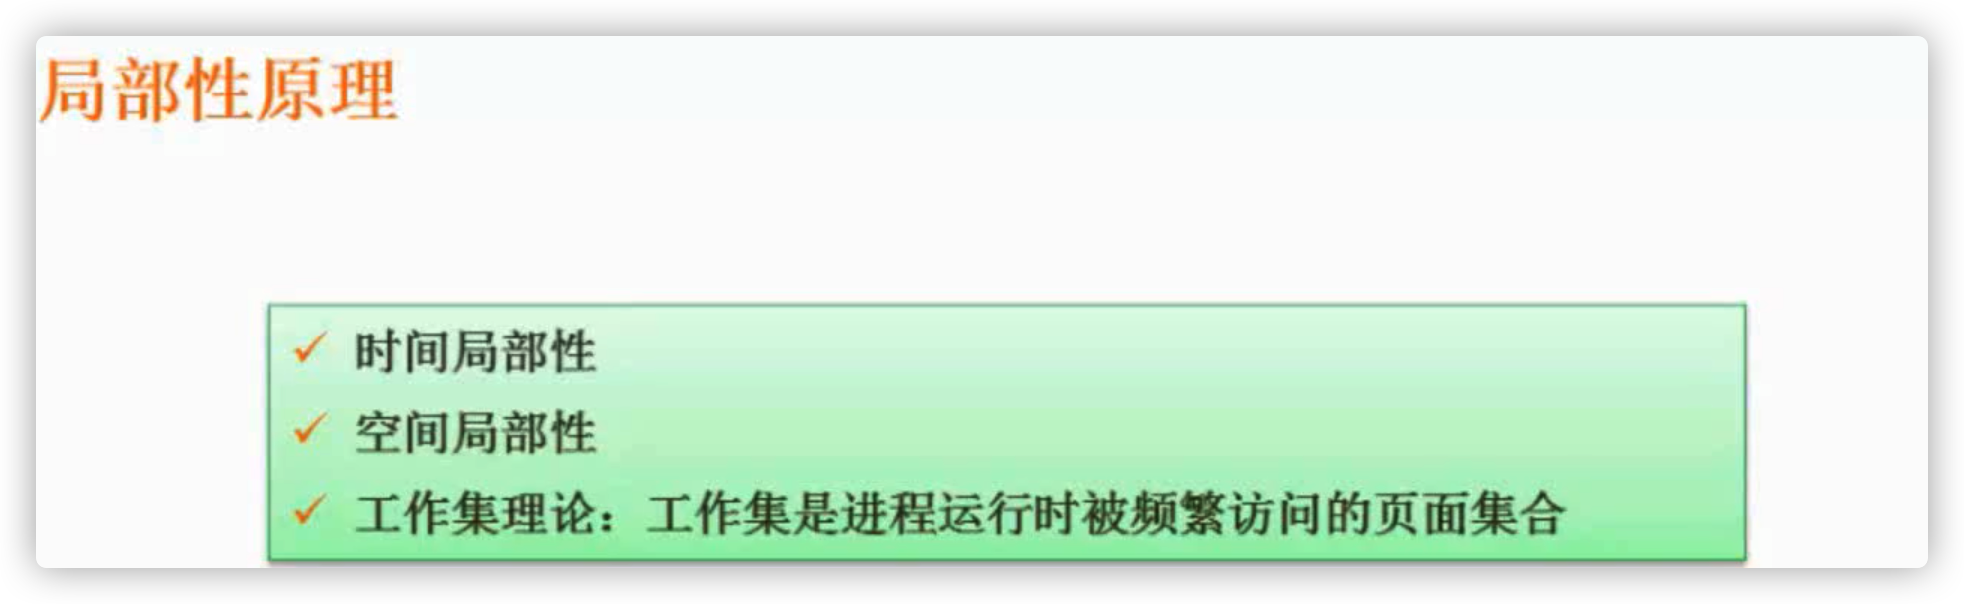 局部性原理
时间局部性
空间局部性
工作集理论：工作集是进程运行时被频繁访问的页面集合